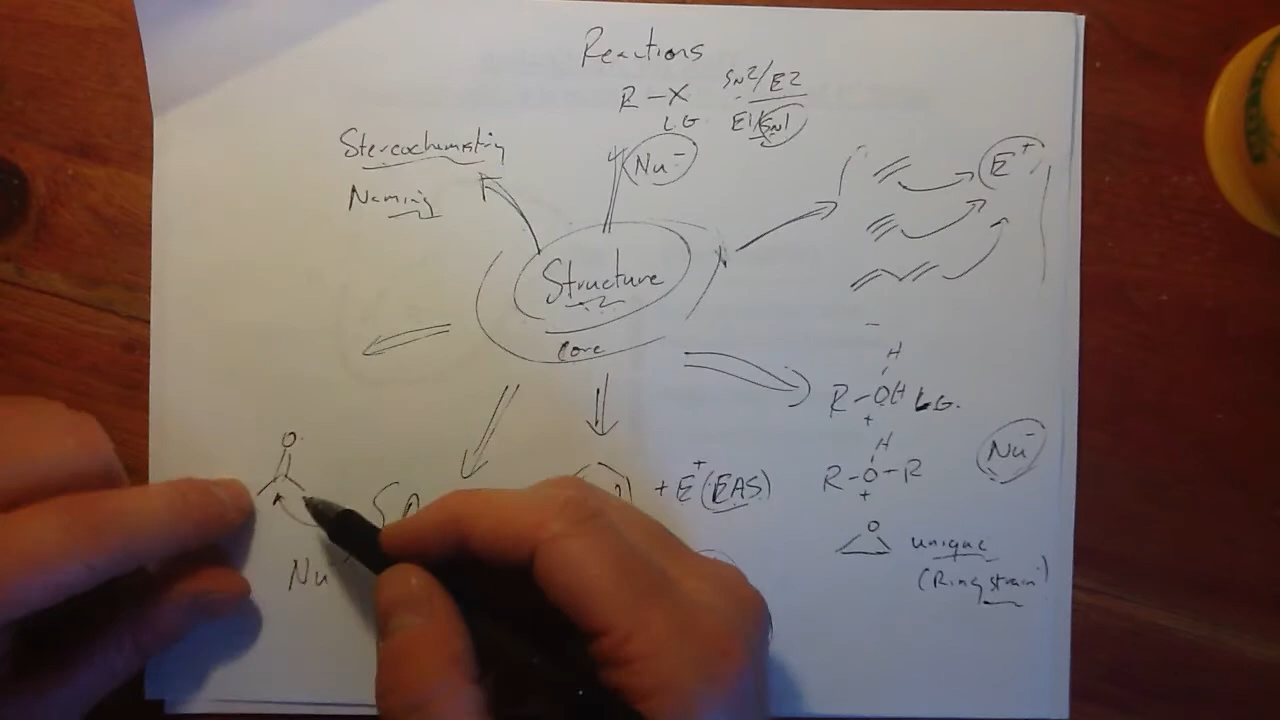 Reactions
R-X SN2/E2
LG E1/SN1
Nu-
Stereochemistry
Naming
E+
Structure
Core
H
R-OH LG.
+
H
R-O-R
+
Nu-
O
unique
(Ring strain)
+ E+ (EAS)
O
Nu